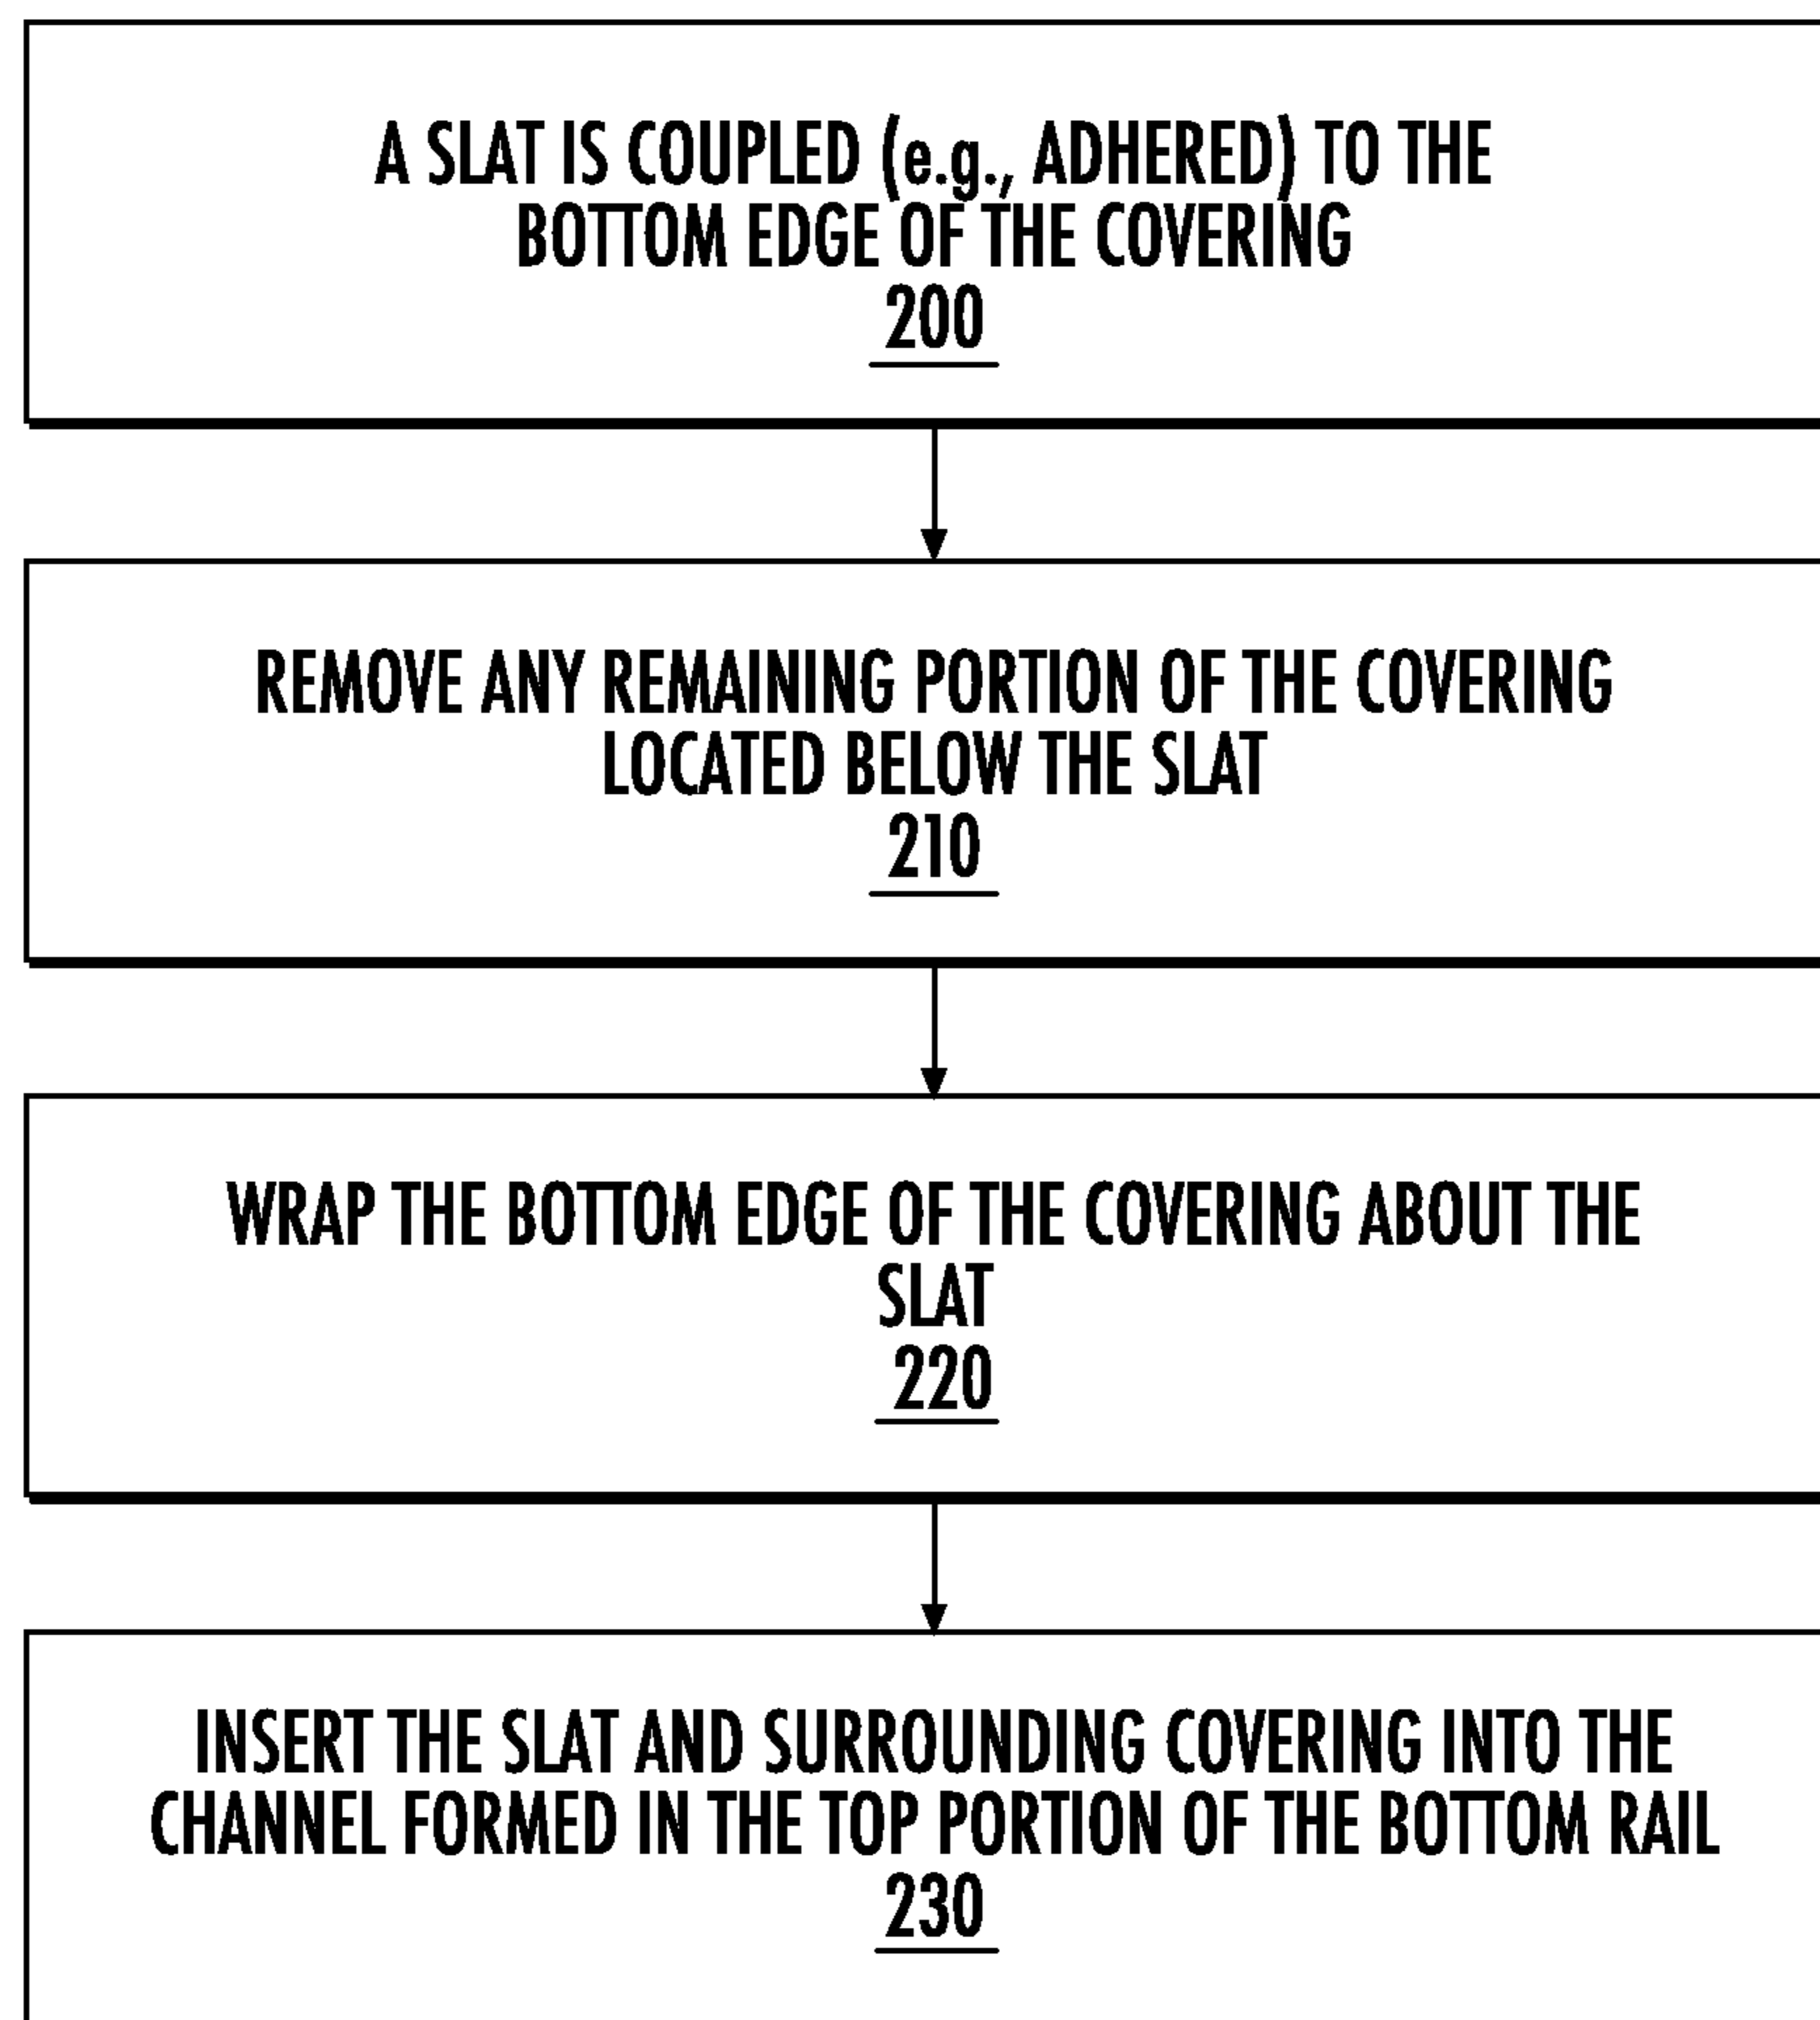 A SLAT IS COUPLED (e.g., ADHERED) TO THE
BOTTOM EDGE OF THE COVERING
200
REMOVE ANY REMAINING PORTION OF THE COVERING
LOCATED BELOW THE SLAT
210
WRAP THE BOTTOM EDGE OF THE COVERING ABOUT THE
SLAT
220
INSERT THE SLAT AND SURROUNDING COVERING INTO THE
CHANNEL FORMED IN THE TOP PORTION OF THE BOTTOM RAIL
230